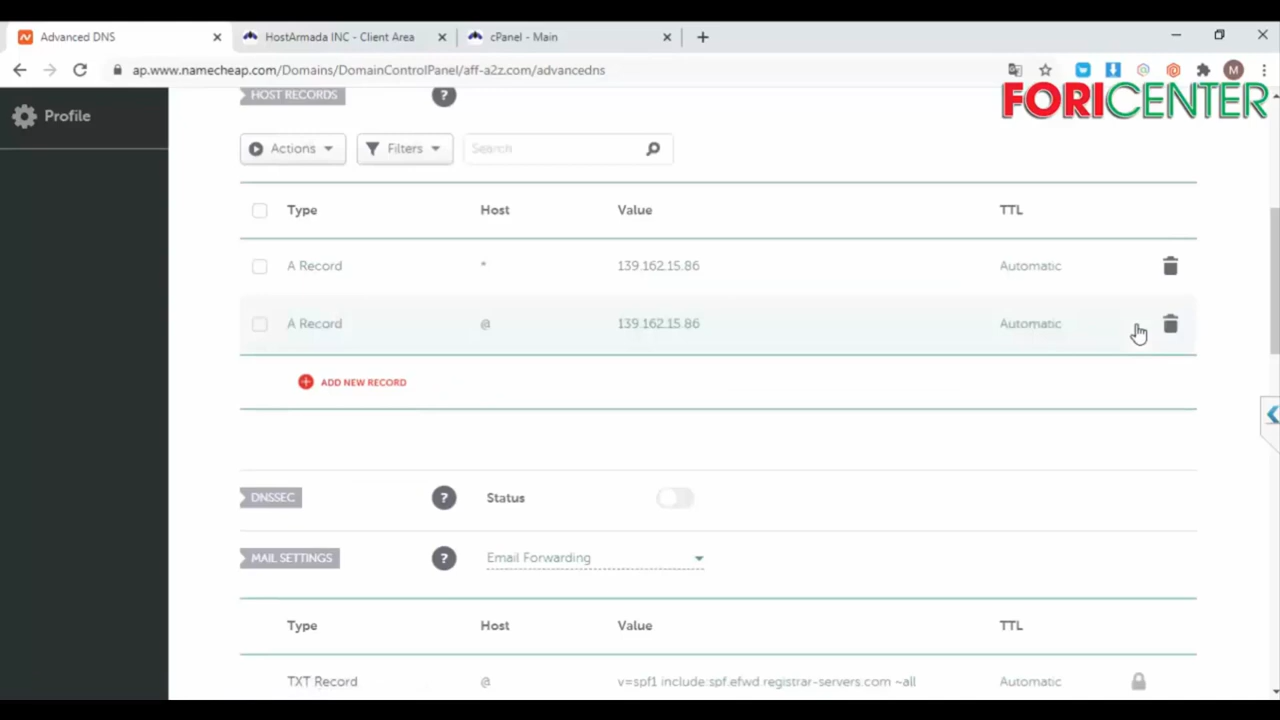 Advanced DNS
HostArmada INC - Client Area
cPanel - Main
ap.www.namecheap.com/Domains/DomainControlPanel/aff-a2z.com/advancedns
M
FORICENTER
Profile
HOST RECORDS ?
Actions Filters Search
Type Host Value TTL
A Record * 139.162.15.86 Automatic
A Record @ 139.162.15.86 Automatic
ADD NEW RECORD
DNSSEC ? Status
MAIL SETTINGS ? Email Forwarding
Type Host Value TTL
TXT Record @ v=spf1 include:spf.efwd.registrar-servers.com ~all Automatic